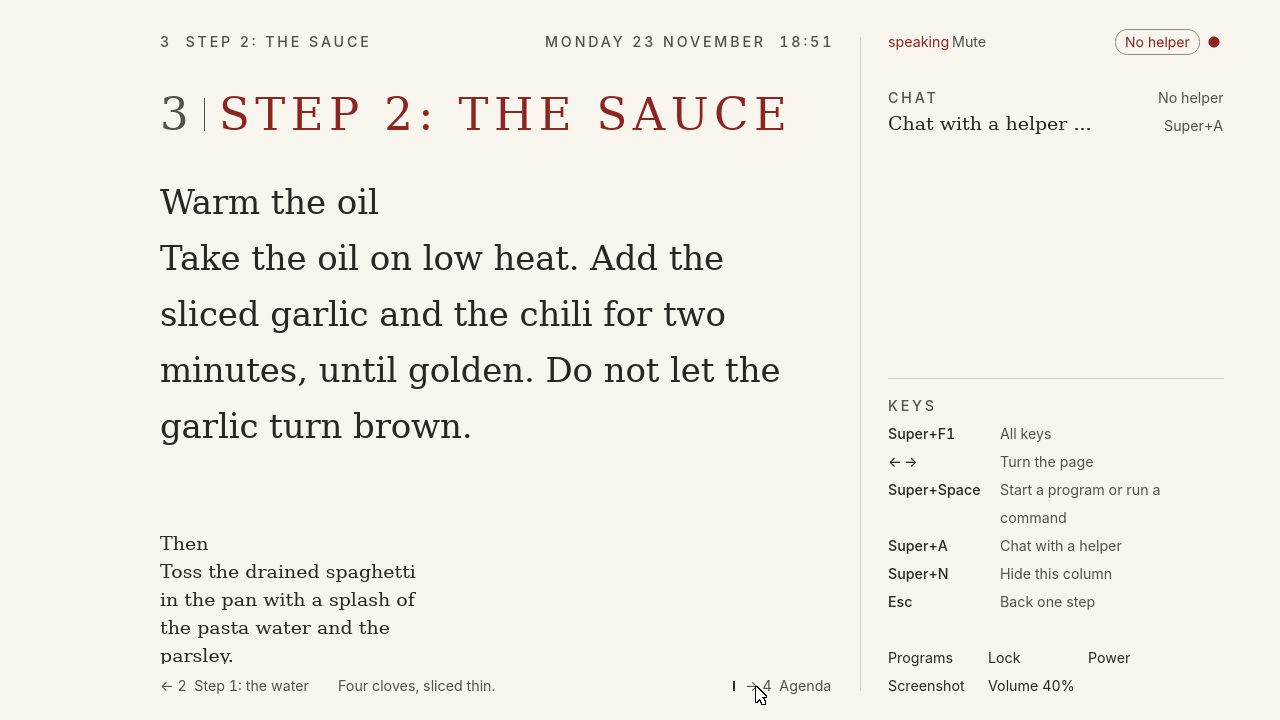 3 STEP 2: THE SAUCE
MONDAY 23 NOVEMBER 18:51
3 STEP 2: THE SAUCE
Warm the oil
Take the oil on low heat. Add the
sliced garlic and the chili for two
minutes, until golden. Do not let the
garlic turn brown.
Then
Toss the drained spaghetti
in the pan with a splash of
the pasta water and the
parsley.
← 2 Step 1: the water
Four cloves, sliced thin.
→ 4 Agenda
speaking Mute
No helper
CHAT
No helper
Chat with a helper ...
Super+A
KEYS
Super+F1 All keys
← → Turn the page
Super+Space Start a program or run a
command
Super+A Chat with a helper
Super+N Hide this column
Esc Back one step
Programs Lock Power
Screenshot Volume 40%